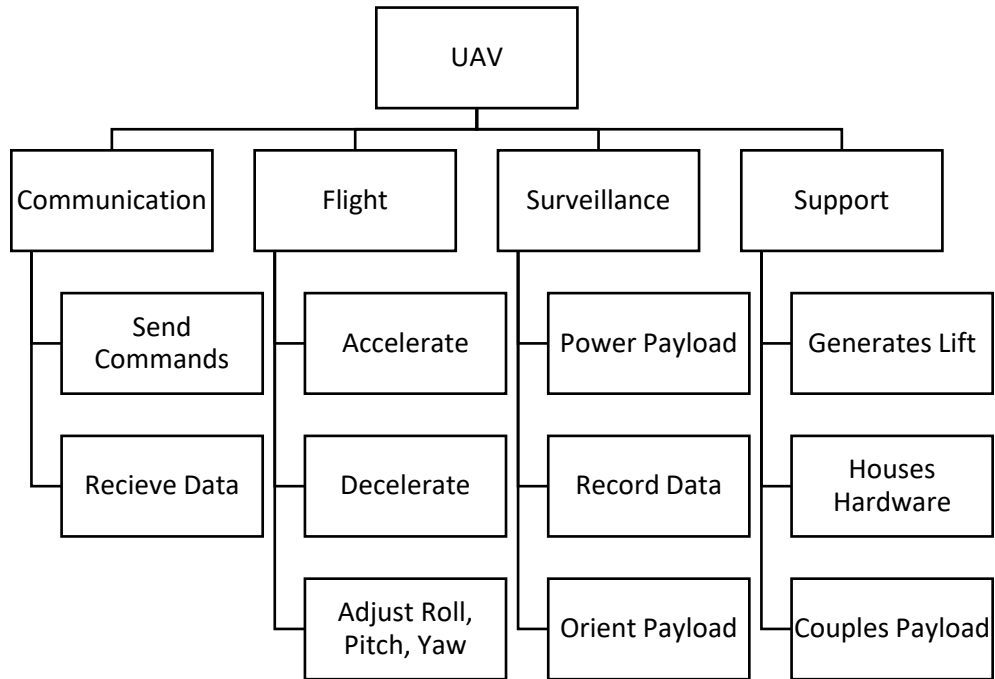 UAV
Communication
Flight
Surveillance
Support
Send
Commands
Accelerate
Power Payload
Generates Lift
Recieve Data
Decelerate
Record Data
Houses
Hardware
Adjust Roll,
Pitch, Yaw
Orient Payload
Couples Payload